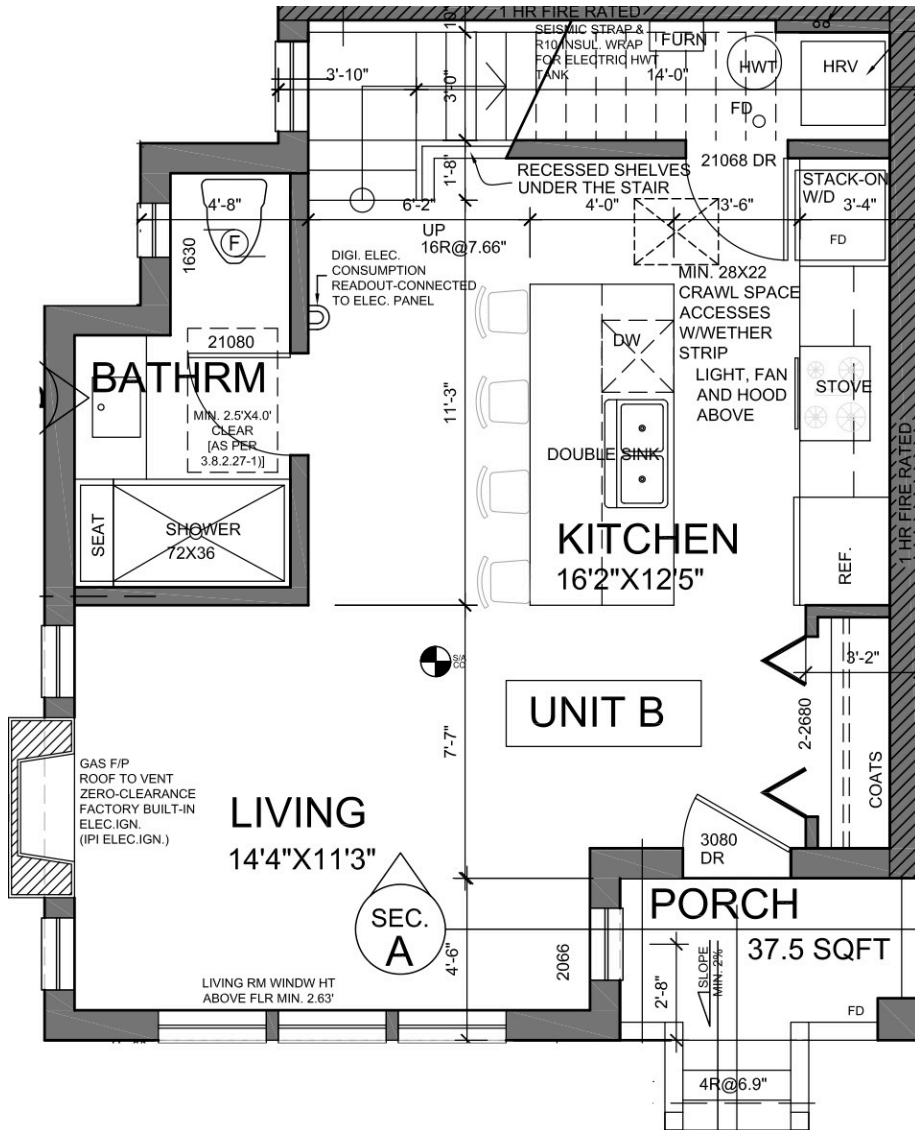 1 HR FIRE RATED
SEISMIC STRAP &
R10 INSUL. WRAP
FOR ELECTRIC HWT
TANK
FURN
HWT
HRV
3'-10"
3'-0"
14'-0"
FD
1'-8"
RECESSED SHELVES
UNDER THE STAIR
21068 DR
STACK-ON
W/D
4'-8"
6'-2"
4'-0"
3'-6"
3'-4"
F
1630
UP
16R@7.66"
FD
DIGI. ELEC.
CONSUMPTION
READOUT-CONNECTED
TO ELEC. PANEL
MIN. 28X22
CRAWL SPACE
ACCESSES
W/WETHER
STRIP
21080
DW
BATHRM
LIGHT, FAN
AND HOOD
ABOVE
STOVE
MIN. 2.5'X4.0'
CLEAR
[AS PER
3.8.2.27-1)]
11'-3"
DOUBLE SINK
1 HR FIRE RATED
SEAT
SHOWER
72X36
KITCHEN
16'2"X12'5"
REF.
3'-2"
UNIT B
2-2680
7'-7"
COATS
GAS F/P
ROOF TO VENT
ZERO-CLEARANCE
FACTORY BUILT-IN
ELEC.IGN.
(IPI ELEC.IGN.)
LIVING
14'4"X11'3"
3080
DR
PORCH
37.5 SQFT
SEC.
A
4'-6"
2066
2'-8"
SLOPE
MIN. 2%
LIVING RM WINDW HT
ABOVE FLR MIN. 2.63'
FD
4R@6.9"